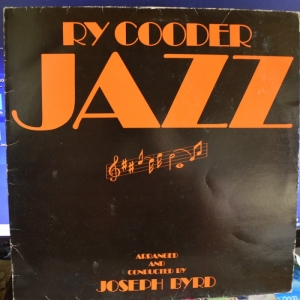 RY COODER
JAZZ
ARRANGED
AND
CONDUCTED BY
JOSEPH BYRD